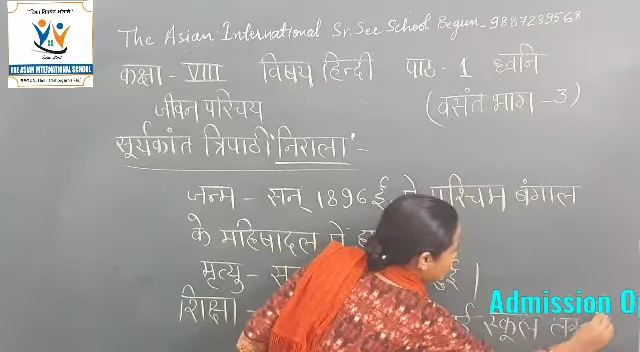 THE ASIAN INTERNATIONAL SCHOOL
The Asian International Sr. Sec School Begun - 9887239568
कक्षा - VIII विषय हिन्दी पाठ - 1 ध्वनि
जीवन परिचय (वसंत भाग - 3)
सूर्यकांत त्रिपाठी 'निराला' -
जन्म - सन् 1896 ई. पश्चिम बंगाल
के महिषादल में
मृत्यु - हुई।
शिक्षा - स्कूल तक
Admission